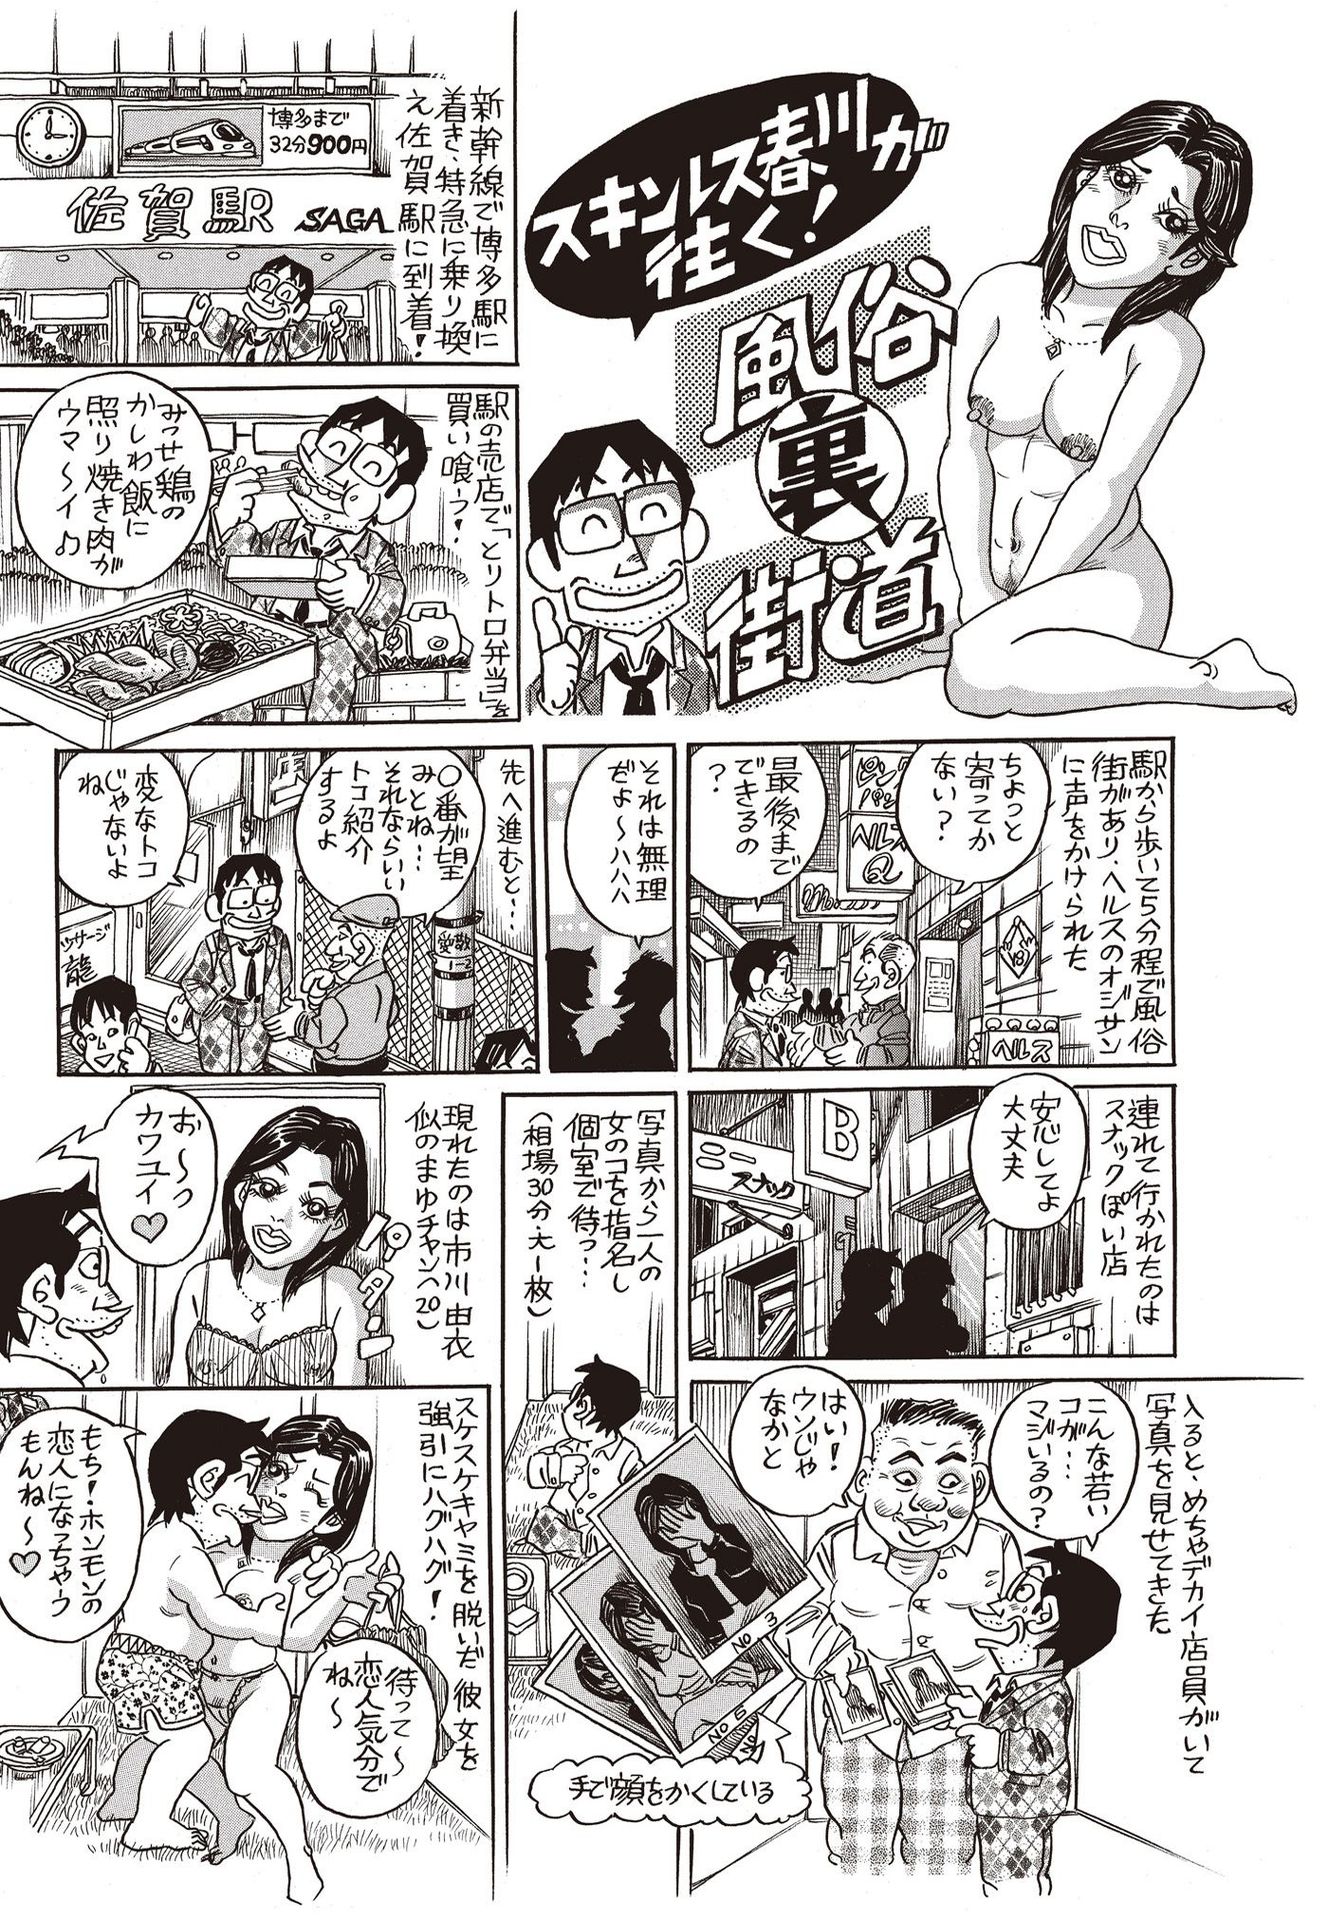 スキンレス春川が
往く!
風俗
裏
街道
新幹線で博多駅に
着き、特急に乗り換
え佐賀駅に到着!
博多まで
32分900円
佐賀駅 SAGA
駅の売店で「とりトロ弁当」を
買い喰う!
みつせ鶏の
かしわ飯に
照り焼き肉が
ウマ〜イ♪
駅から歩いて5分程で風俗
街があり、ヘルスのオジサン
に声をかけられた
ちょっと
寄ってか
ない?
最後まで
できるの
?
ヘルス
ヘルス
それは無理
だよ〜ハハハ
先へ進むと…
〇番が望
みとね…
それならいい
トコ紹介
するよ
変なトコ
じゃないよ
ね
1-2
ッサージ
龍
連れて行かれたのは
スナックぽい店
安心してよ
大丈夫
B
ミー
スナック
入ると、めちゃデカイ店員がいて
写真を見せてきた
こんな若い
コが…
マジいるの?
はい!
ウソじゃ
なかと
NO 3
NO 5
手で顔をかくしている
写真から一人の
女のコを指名し
個室で待つ…
(相場30分・大一枚)
現れたのは市川由衣
似のまゆチャン(20)
お〜っ
カワユイ♡
スケスケキャミを脱いだ彼女を
強引にハグハグ!
待って〜
恋人気分で
ね〜
もち!ホンモンの
恋人になっちゃう
もんね〜♡